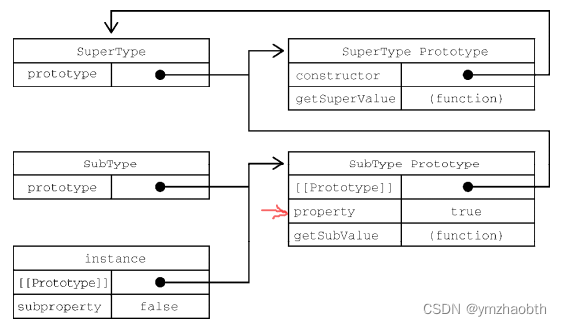 SuperType
prototype
SuperType Prototype
constructor
getSuperValue (function)
SubType
prototype
SubType Prototype
[[Prototype]]
property true
getSubValue (function)
instance
[[Prototype]]
subproperty false
CSDN @ymzhaobth